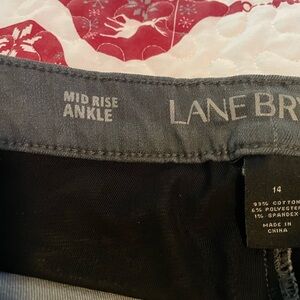 MID RISE
ANKLE
LANE BR
14
93% COTTON
6% POLYESTER
1% SPANDEX
MADE IN
CHINA